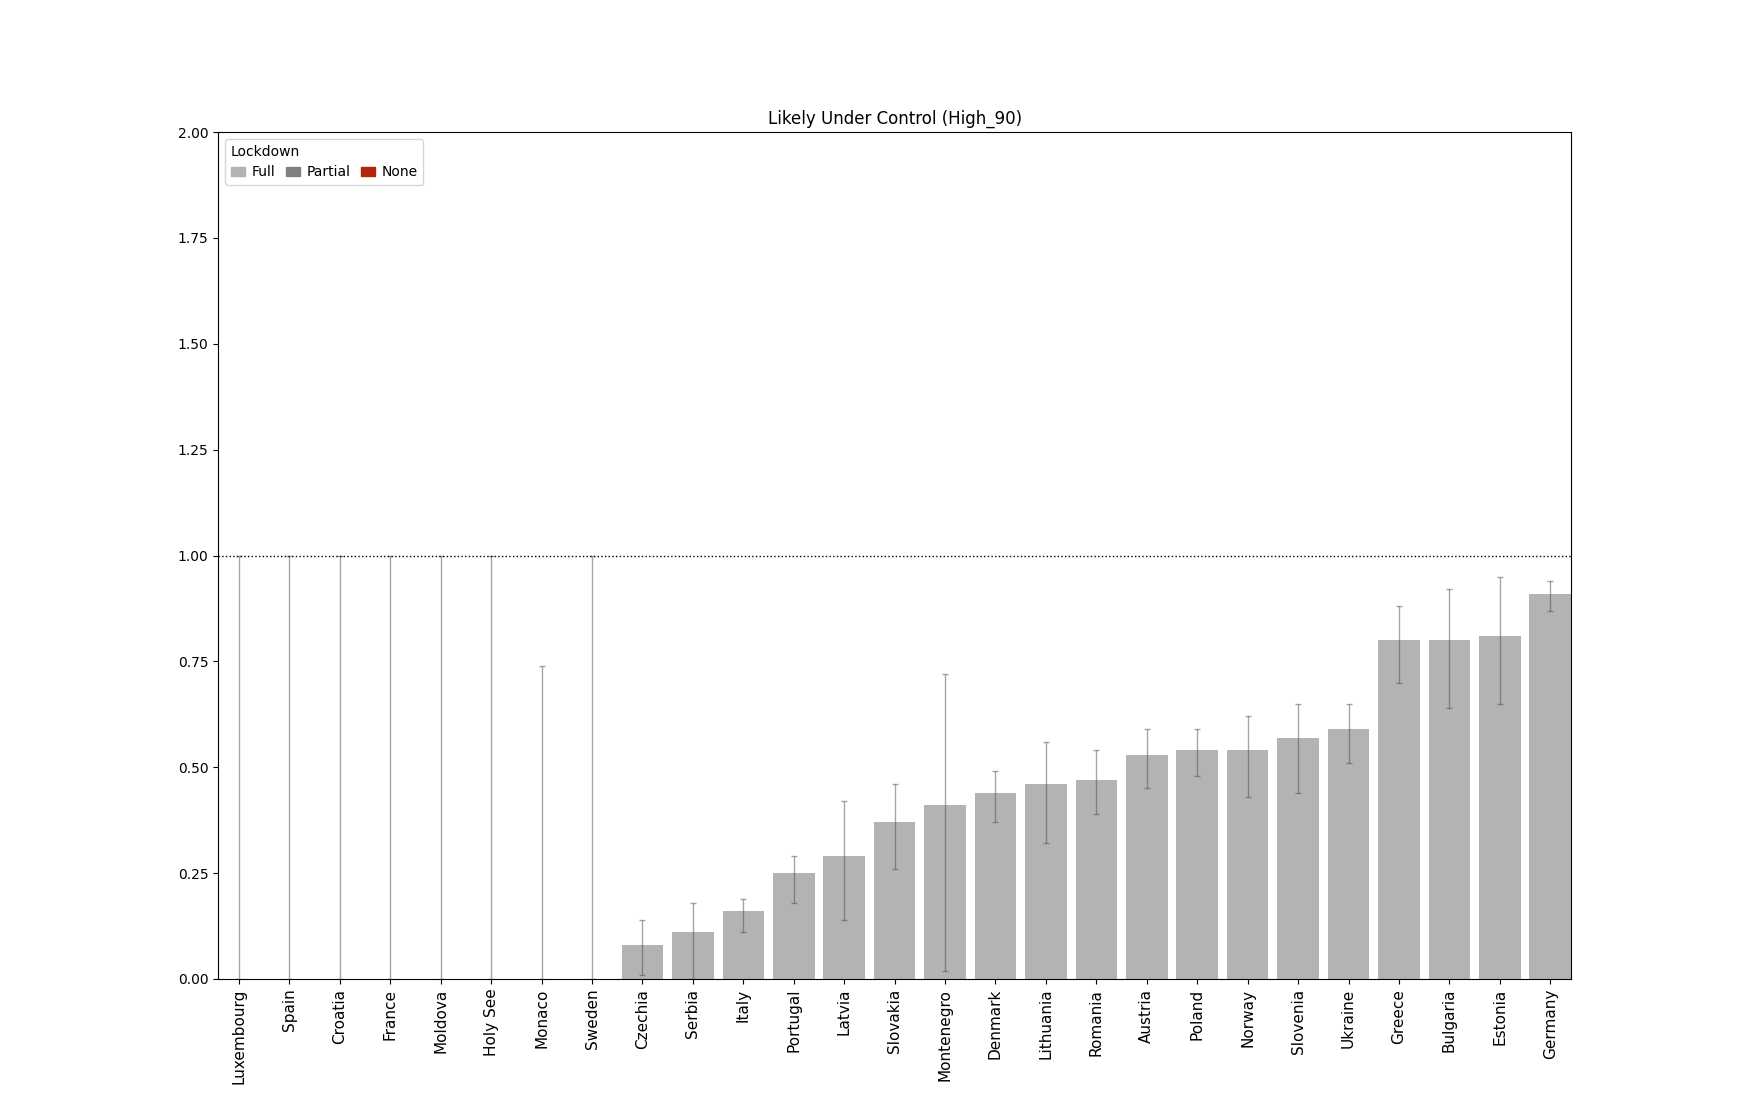 Likely Under Control (High_90)
Lockdown
Full Partial None
2.00
1.75
1.50
1.25
1.00
0.75
0.50
0.25
0.00
Luxembourg
Spain
Croatia
France
Moldova
Holy See
Monaco
Sweden
Czechia
Serbia
Italy
Portugal
Latvia
Slovakia
Montenegro
Denmark
Lithuania
Romania
Austria
Poland
Norway
Slovenia
Ukraine
Greece
Bulgaria
Estonia
Germany